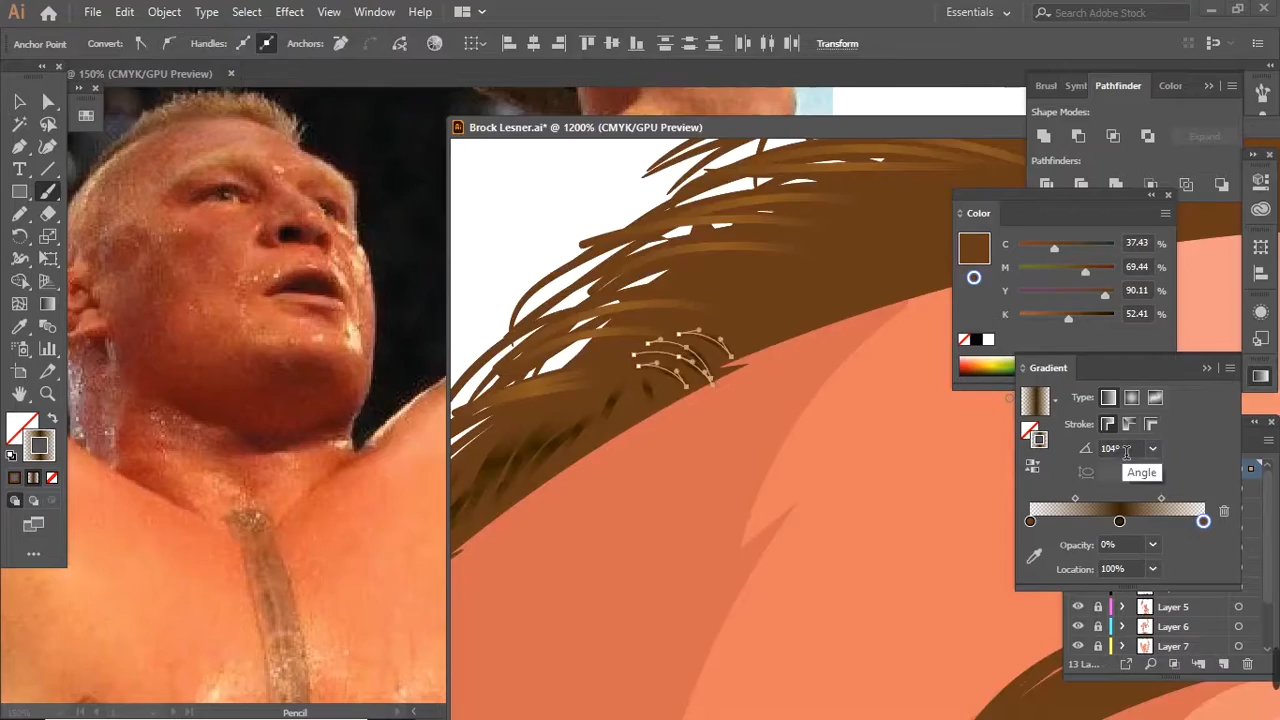 Ai File Edit Object Type Select Effect View Window Help Essentials Search Adobe Stock
Anchor Point Convert: Handles: Anchors: Transform
@ 150% (CMYK/GPU Preview)
Ai Brock Lesner.ai* @ 1200% (CMYK/GPU Preview)
Brusl Symt Pathfinder Color
Shape Modes:
Expand
Pathfinders:
Color
C 37.43 %
M 69.44 %
Y 90.11 %
K 52.41 %
Gradient
Type:
Stroke:
104°
Angle
Opacity: 0%
Location: 100%
Layer 5
Layer 6
Layer 7
13 La...
Pencil